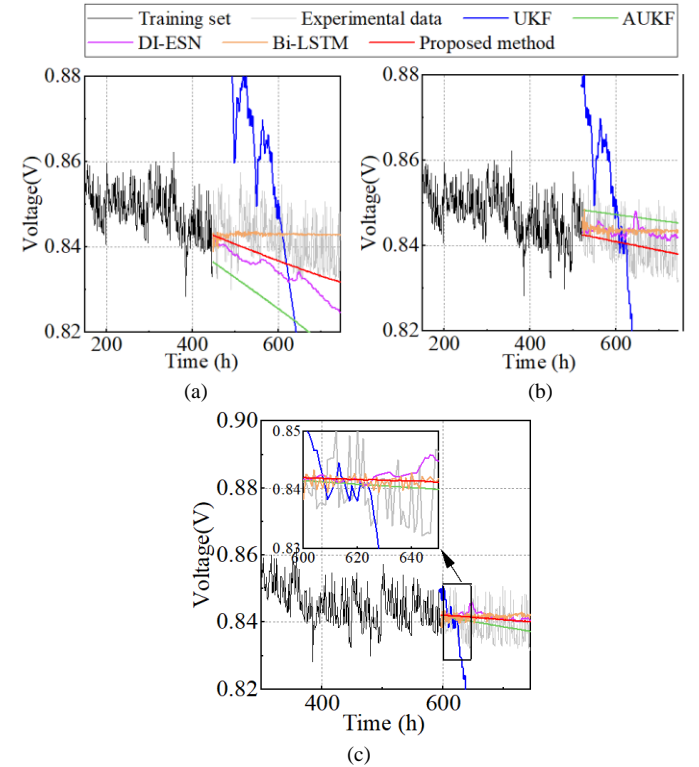 Training set Experimental data UKF AUKF
DI-ESN Bi-LSTM Proposed method
0.88
0.86
0.84
0.82
Voltage(V)
200 400 600
Time (h)
(a)
0.88
0.86
0.84
0.82
Voltage(V)
200 400 600
Time (h)
(b)
0.90
0.88
0.86
0.84
0.82
Voltage(V)
0.85
0.84
0.83
600 620 640
400 600
Time (h)
(c)